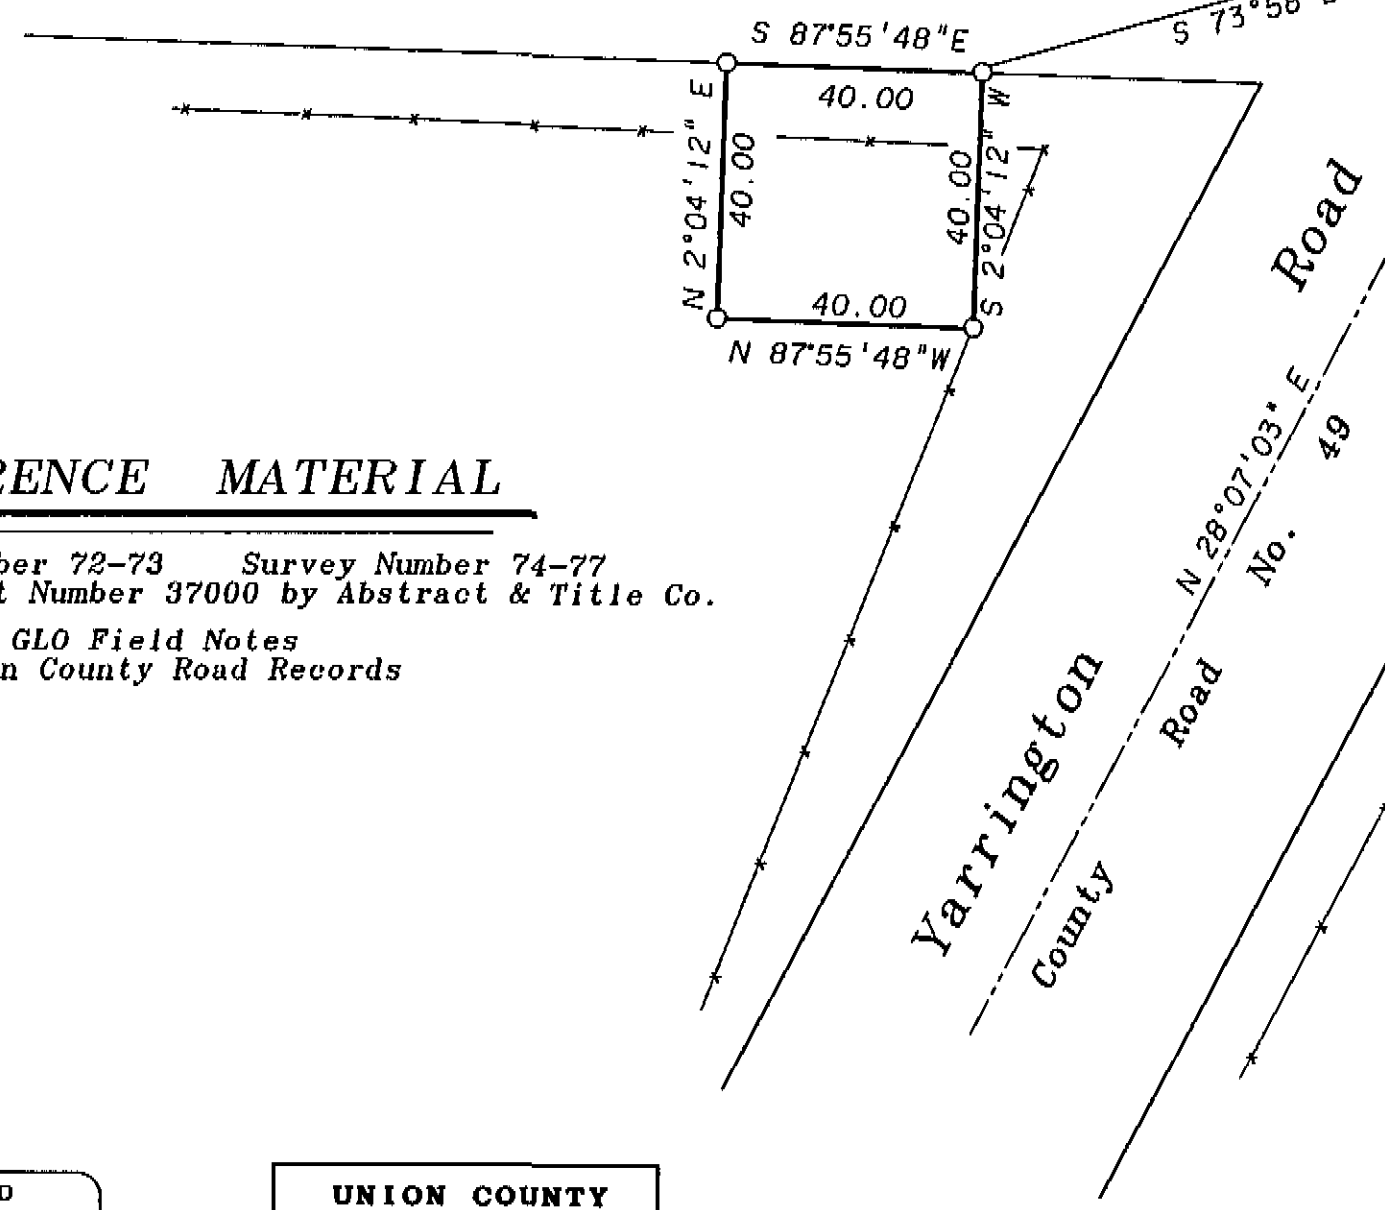 S 73°58'
S 87°55'48"E
40.00
N 2°04'12" E
40.00
40.00
S 2°04'12" W
40.00
N 87°55'48"W
Yarrington Road
N 28°07'03" E
County Road No. 49
RENCE MATERIAL
ber 72-73 Survey Number 74-77
t Number 37000 by Abstract & Title Co.
GLO Field Notes
n County Road Records
D
UNION COUNTY